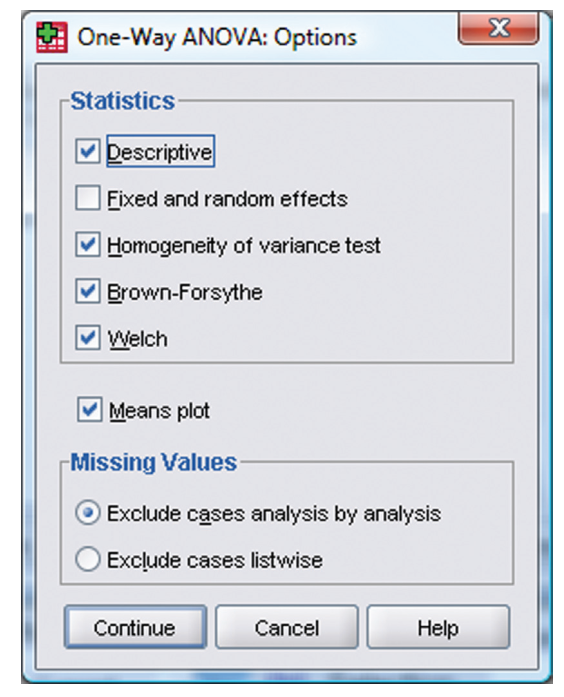 One-Way ANOVA: Options
Statistics
Descriptive
Fixed and random effects
Homogeneity of variance test
Brown-Forsythe
Welch
Means plot
Missing Values
Exclude cases analysis by analysis
Exclude cases listwise
Continue Cancel Help